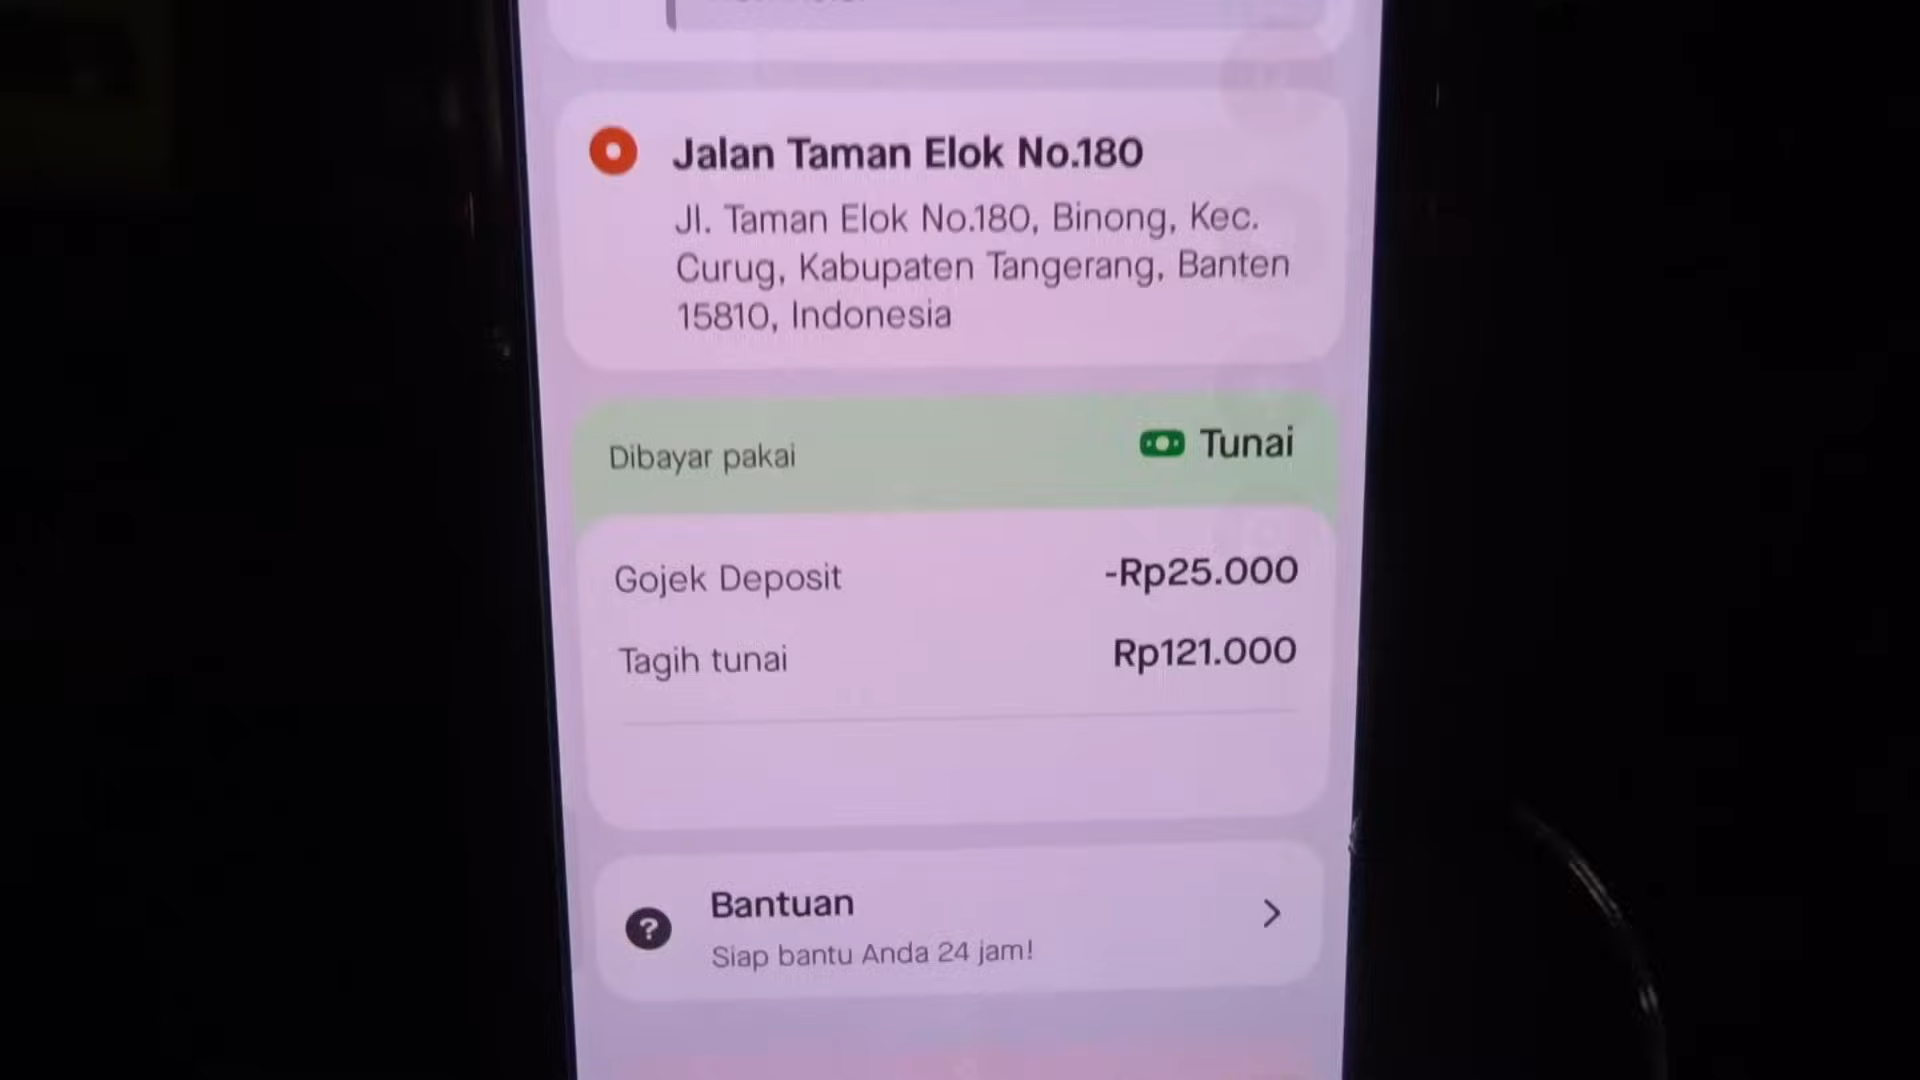 Jalan Taman Elok No.180
Jl. Taman Elok No.180, Binong, Kec.
Curug, Kabupaten Tangerang, Banten
15810, Indonesia
Dibayar pakai
Tunai
Gojek Deposit
-Rp25.000
Tagih tunai
Rp121.000
Bantuan
Siap bantu Anda 24 jam!